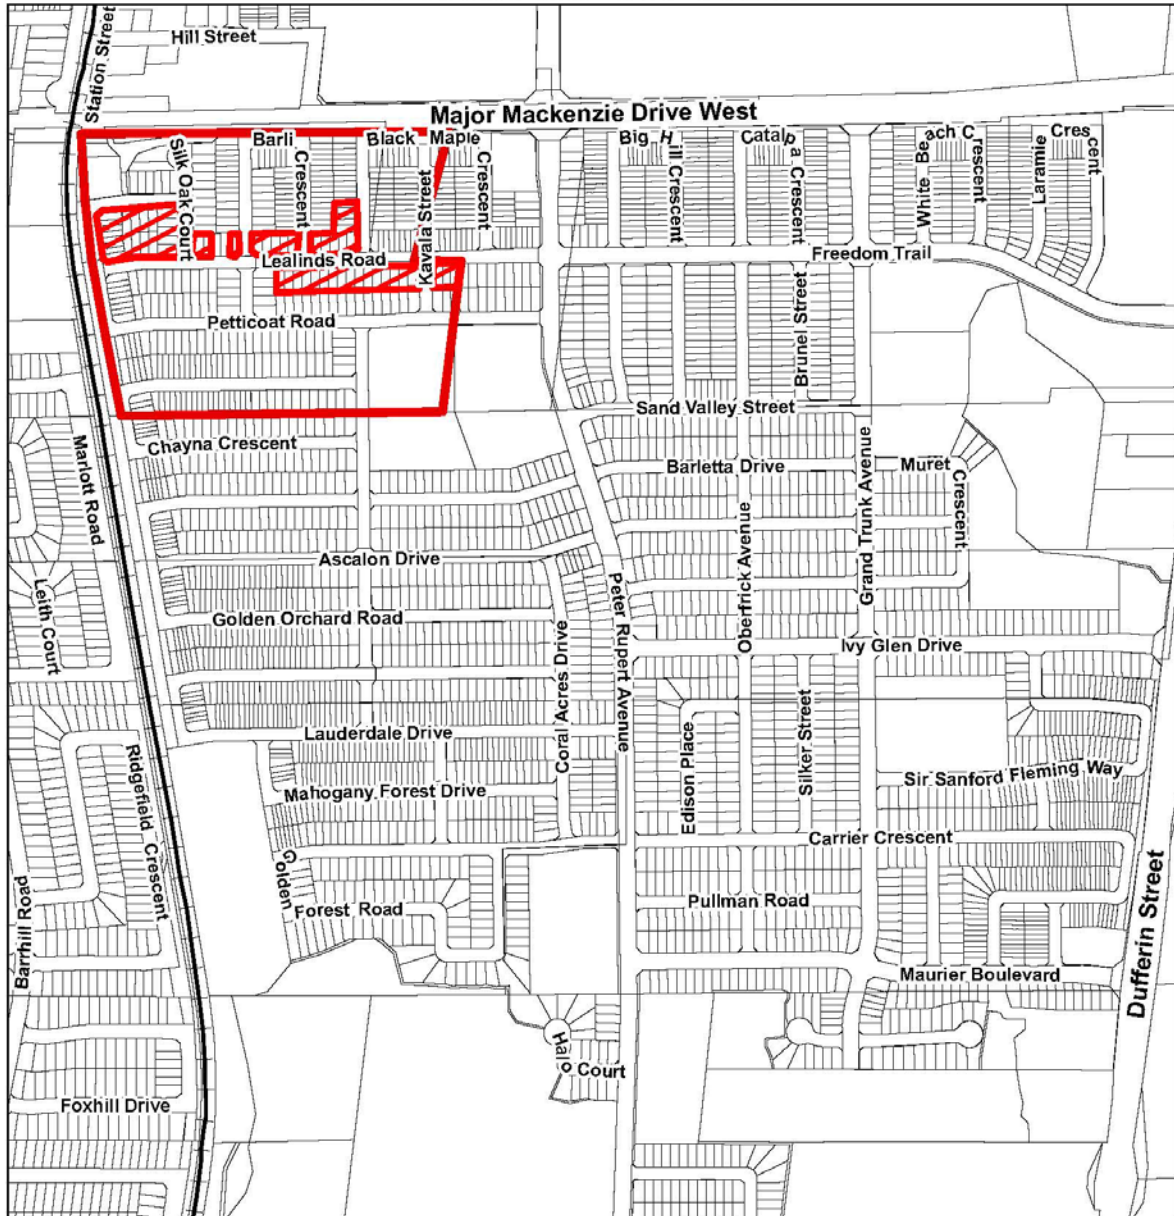 Hill Street
Station Street
Major Mackenzie Drive West
Silk Oak Court
Barli
Crescent
Black Maple
Crescent
Kavala Street
Big Hill Crescent
Catalpa Crescent
White Beach Crescent
Laramie
Crescent
Lealinds Road
Freedom Trail
Petticoat Road
Brunel Street
Sand Valley Street
Chayna Crescent
Marlott Road
Barletta Drive
Muret
Crescent
Grand Trunk Avenue
Oberfrick Avenue
Ascalon Drive
Peter Rupert Avenue
Leith Court
Golden Orchard Road
Coral Acres Drive
Ivy Glen Drive
Lauderdale Drive
Edison Place
Silker Street
Ridgefield Crescent
Mahogany Forest Drive
Sir Sanford Fleming Way
Carrier Crescent
Golden
Forest Road
Pullman Road
Barrhill Road
Maurier Boulevard
Dufferin Street
Halo Court
Foxhill Drive